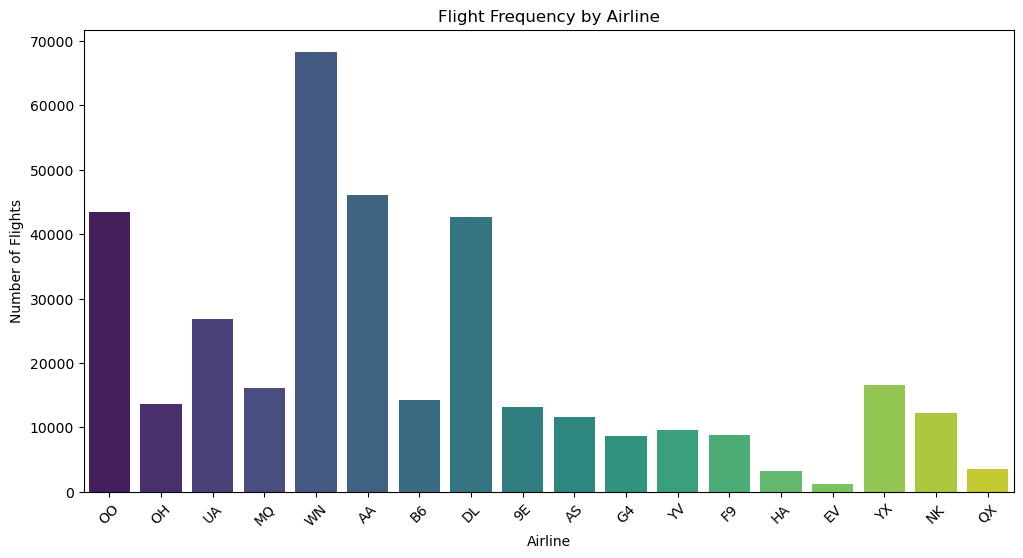 Flight Frequency by Airline
70000
60000
50000
40000
30000
20000
10000
0
Number of Flights
OO OH UA MQ WN AA B6 DL 9E AS G4 YV F9 HA EV YX NK QX
Airline